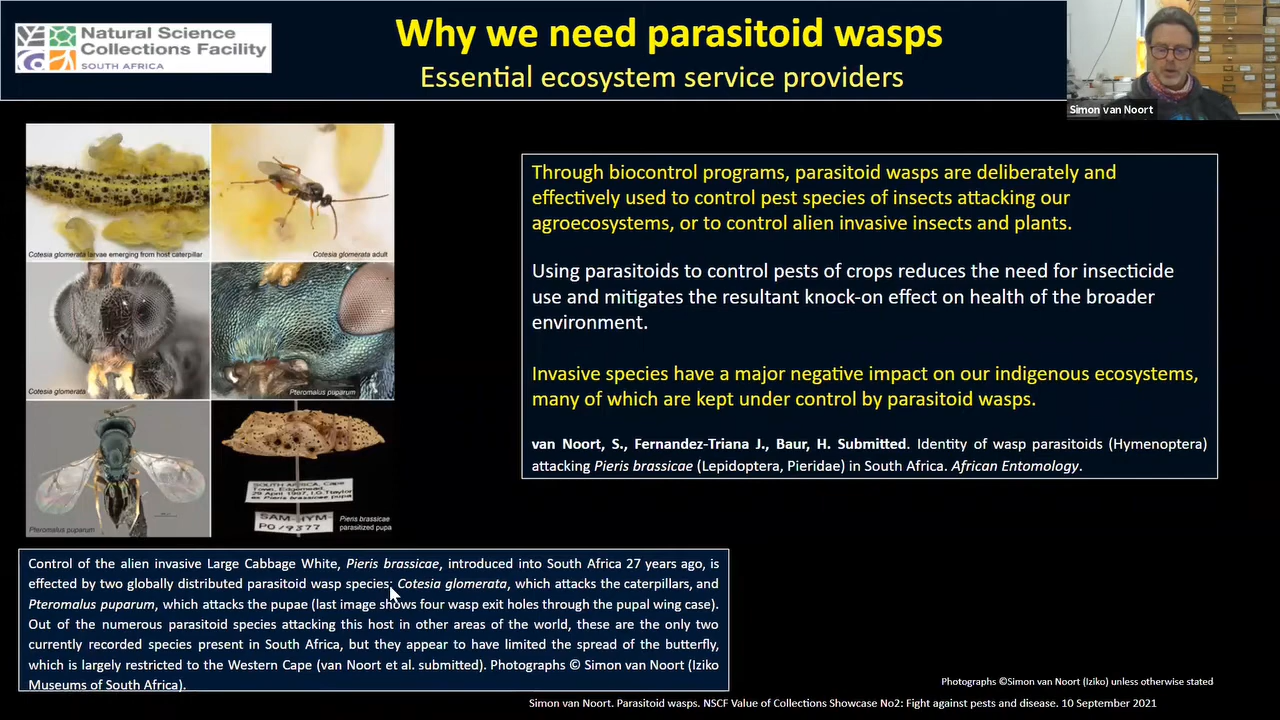 Natural Science
Collections Facility
SOUTH AFRICA
Why we need parasitoid wasps
Essential ecosystem service providers
Simon van Noort
Cotesia glomerata larvae emerging from host caterpillar
Cotesia glomerata adult
Cotesia glomerata
Pteromalus puparum
Pteromalus puparum
SOUTH AFRICA, Cape
Town, Edgemead,
29 April 1997, I.G.Ttaylor
ex Pieris brassicae pupa
SAM-HYM-
PO19377
Pieris brassicae
parasitized pupa
Through biocontrol programs, parasitoid wasps are deliberately and
effectively used to control pest species of insects attacking our
agroecosystems, or to control alien invasive insects and plants.
Using parasitoids to control pests of crops reduces the need for insecticide
use and mitigates the resultant knock-on effect on health of the broader
environment.
Invasive species have a major negative impact on our indigenous ecosystems,
many of which are kept under control by parasitoid wasps.
van Noort, S., Fernandez-Triana J., Baur, H. Submitted. Identity of wasp parasitoids (Hymenoptera)
attacking Pieris brassicae (Lepidoptera, Pieridae) in South Africa. African Entomology.
Control of the alien invasive Large Cabbage White, Pieris brassicae, introduced into South Africa 27 years ago, is
effected by two globally distributed parasitoid wasp species; Cotesia glomerata, which attacks the caterpillars, and
Pteromalus puparum, which attacks the pupae (last image shows four wasp exit holes through the pupal wing case).
Out of the numerous parasitoid species attacking this host in other areas of the world, these are the only two
currently recorded species present in South Africa, but they appear to have limited the spread of the butterfly,
which is largely restricted to the Western Cape (van Noort et al. submitted). Photographs © Simon van Noort (Iziko
Museums of South Africa).
Photographs ©Simon van Noort (Iziko) unless otherwise stated
Simon van Noort. Parasitoid wasps. NSCF Value of Collections Showcase No2: Fight against pests and disease. 10 September 2021